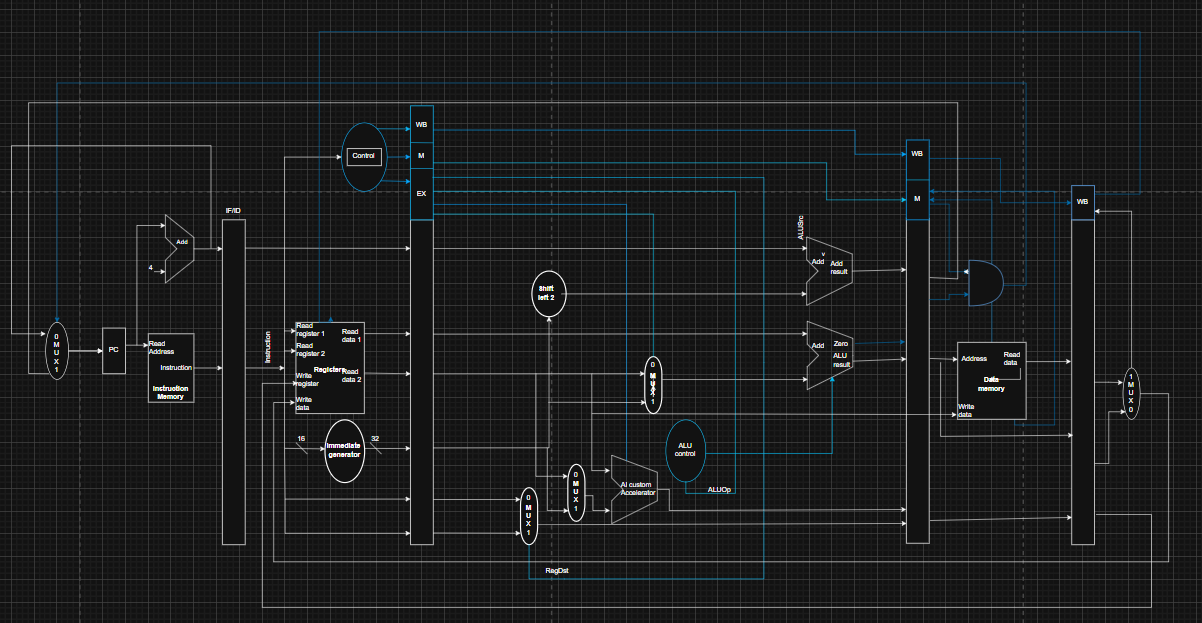 WB
Control
M
WB
EX
WB
M
WB
IF/ID
ALUSrc
Add
4
v
Add
Add
result
Shift
left 2
0
M
U
X
1
PC
Read
Address
Instruction
Instruction
Memory
Instruction
Read
register 1
Read
register 2
Write
register
Write
data
Registers
Read
data 1
Read
data 2
Add
Zero
ALU
result
Address
Read
data
Data
memory
Write
data
0
M
U
X
1
1
M
U
X
0
16
Immediate
generator
32
ALU
control
ALUOp
0
M
U
X
1
Ai custom
Accelerator
0
M
U
X
1
RegDst